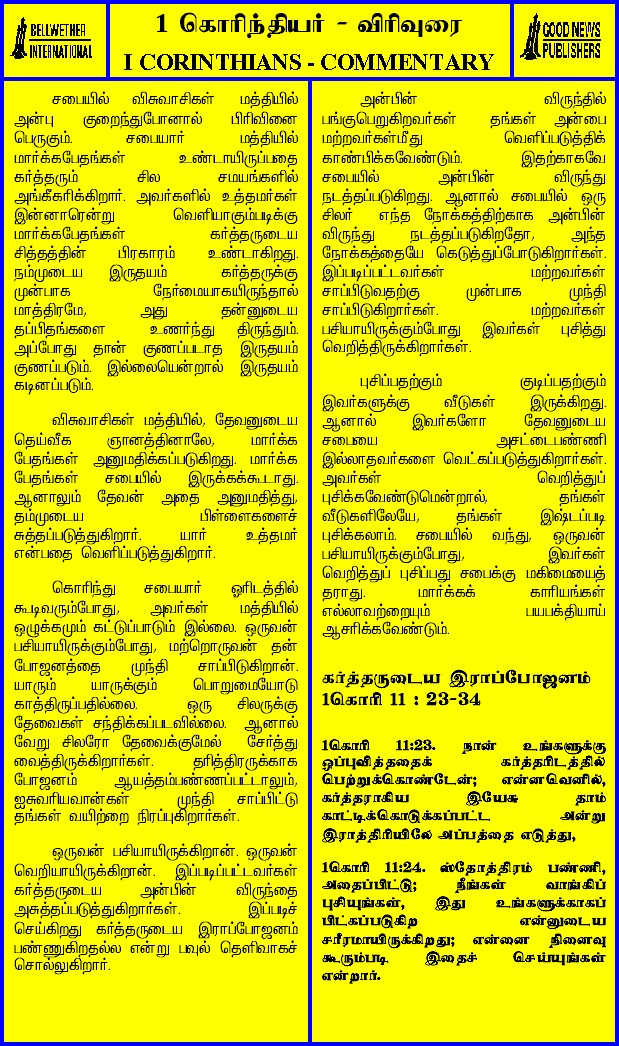 BELLWETHER
INTERNATIONAL
1 கொரிந்தியர் - விரிவுரை
I CORINTHIANS - COMMENTARY
GOOD NEWS
PUBLISHERS
சபையில் விசுவாசிகள் மத்தியில்
அன்பு குறைந்துபோனால் பிரிவினை
பெருகும். சபையார் மத்தியில்
மார்க்கபேதங்கள் உண்டாயிருப்பதை
கர்த்தரும் சில சமயங்களில்
அங்கீகரிக்கிறார். அவர்களில் உத்தமர்கள்
இன்னாரென்று வெளியாகும்படிக்கு
மார்க்கபேதங்கள் கர்த்தருடைய
சித்தத்தின் பிரகாரம் உண்டாகிறது.
நம்முடைய இருதயம் கர்த்தருக்கு
முன்பாக நேர்மையாகயிருந்தால்
மாத்திரமே, அது தன்னுடைய
தப்பிதங்களை உணர்ந்து திருந்தும்.
அப்போது தான் குணப்படாத இருதயம்
குணப்படும். இல்லையென்றால் இருதயம்
கடினப்படும்.
விசுவாசிகள் மத்தியில், தேவனுடைய
தெய்வீக ஞானத்தினாலே, மார்க்க
பேதங்கள் அனுமதிக்கப்படுகிறது. மார்க்க
பேதங்கள் சபையில் இருக்கக்கூடாது.
ஆனாலும் தேவன் அதை அனுமதித்து,
தம்முடைய பிள்ளைகளைச்
சுத்தப்படுத்துகிறார். யார் உத்தமர்
என்பதை வெளிப்படுத்துகிறார்.
கொரிந்து சபையார் ஓரிடத்தில்
கூடிவரும்போது, அவர்கள் மத்தியில்
ஒழுக்கமும் கட்டுப்பாடும் இல்லை. ஒருவன்
பசியாயிருக்கும்போது, மற்றொருவன் தன்
போஜனத்தை முந்தி சாப்பிடுகிறான்.
யாரும் யாருக்கும் பொறுமையோடு
காத்திருப்பதில்லை. ஒரு சிலருக்கு
தேவைகள் சந்திக்கப்படவில்லை. ஆனால்
வேறு சிலரோ தேவைக்குமேல் சேர்த்து
வைத்திருக்கிறார்கள். தரித்திரருக்காக
போஜனம் ஆயத்தம்பண்ணப்பட்டாலும்,
ஐசுவரியவான்கள் முந்தி சாப்பிட்டு
தங்கள் வயிற்றை நிரப்புகிறார்கள்.
ஒருவன் பசியாயிருக்கிறான். ஒருவன்
வெறியாயிருக்கிறான். இப்படிப்பட்டவர்கள்
கர்த்தருடைய அன்பின் விருந்தை
அசுத்தப்படுத்துகிறார்கள். இப்படிச்
செய்கிறது கர்த்தருடைய இராப்போஜனம்
பண்ணுகிறதல்ல என்று பவுல் தெளிவாகச்
சொல்லுகிறார்.
அன்பின் விருந்தில்
பங்குபெறுகிறவர்கள் தங்கள் அன்பை
மற்றவர்கள்மீது வெளிப்படுத்திக்
காண்பிக்கவேண்டும். இதற்காகவே
சபையில் அன்பின் விருந்து
நடத்தப்படுகிறது. ஆனால் சபையில் ஒரு
சிலர் எந்த நோக்கத்திற்காக அன்பின்
விருந்து நடத்தப்படுகிறதோ, அந்த
நோக்கத்தையே கெடுத்துப்போடுகிறார்கள்.
இப்படிப்பட்டவர்கள் மற்றவர்கள்
சாப்பிடுவதற்கு முன்பாக முந்தி
சாப்பிடுகிறார்கள். மற்றவர்கள்
பசியாயிருக்கும்போது இவர்கள் புசித்து
வெறித்திருக்கிறார்கள்.
புசிப்பதற்கும் குடிப்பதற்கும்
இவர்களுக்கு வீடுகள் இருக்கிறது.
ஆனால் இவர்களோ தேவனுடைய
சபையை அசட்டைபண்ணி
இல்லாதவர்களை வெட்கப்படுத்துகிறார்கள்.
அவர்கள் வெறித்துப்
புசிக்கவேண்டுமென்றால், தங்கள்
வீடுகளிலேயே, தங்கள் இஷ்டப்படி
புசிக்கலாம். சபையில் வந்து, ஒருவன்
பசியாயிருக்கும்போது, இவர்கள்
வெறித்துப் புசிப்பது சபைக்கு மகிமையைத்
தராது. மார்க்கக் காரியங்கள்
எல்லாவற்றையும் பயபக்தியாய்
ஆசரிக்கவேண்டும்.
கர்த்தருடைய இராப்போஜனம்
1கொரி 11 : 23-34
1கொரி 11:23. நான் உங்களுக்கு
ஒப்புவித்ததைக் கர்த்தரிடத்தில்
பெற்றுக்கொண்டேன்; என்னவெனில்,
கர்த்தராகிய இயேசு தாம்
காட்டிக்கொடுக்கப்பட்ட அன்று
இராத்திரியிலே அப்பத்தை எடுத்து,
1கொரி 11:24. ஸ்தோத்திரம் பண்ணி,
அதைப்பிட்டு; நீங்கள் வாங்கிப்
புசியுங்கள், இது உங்களுக்காகப்
பிட்கப்படுகிற என்னுடைய
சரீரமாயிருக்கிறது; என்னை நினைவு
கூரும்படி இதைச் செய்யுங்கள்
என்றார்.